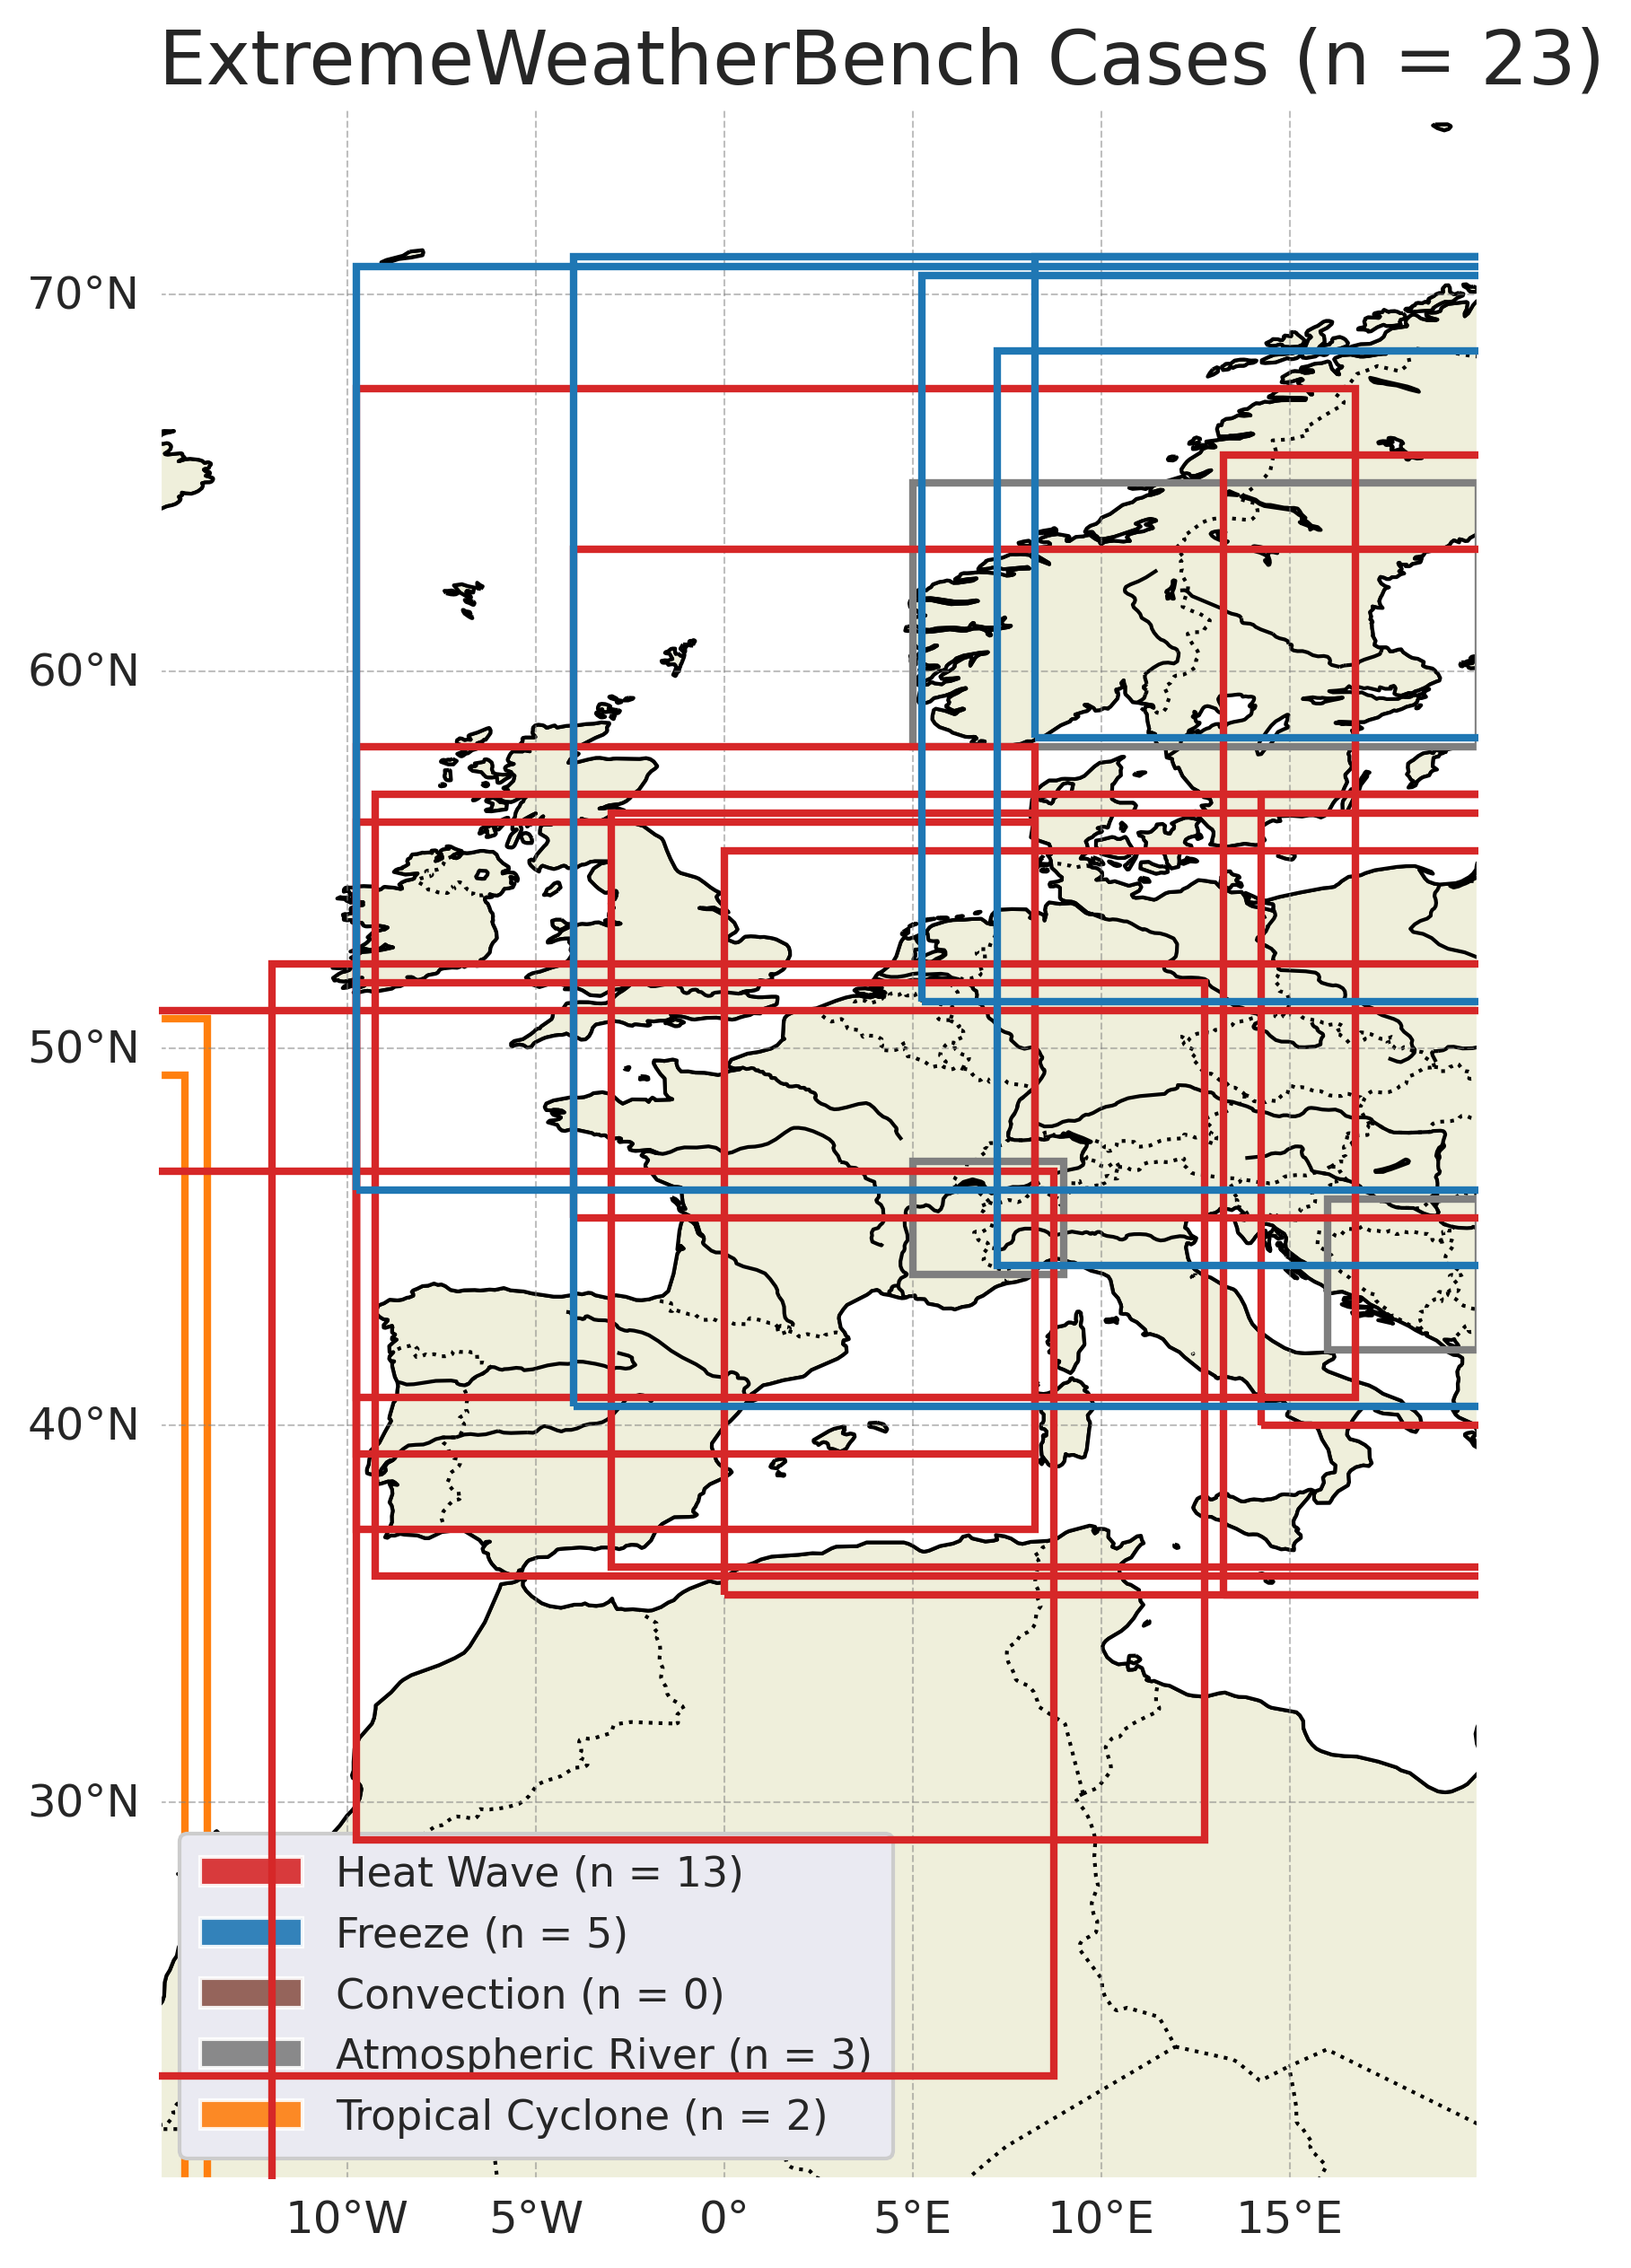 ExtremeWeatherBench Cases (n = 23)
70°N
60°N
50°N
40°N
30°N
Heat Wave (n = 13)
Freeze (n = 5)
Convection (n = 0)
Atmospheric River (n = 3)
Tropical Cyclone (n = 2)
10°W 5°W 0° 5°E 10°E 15°E